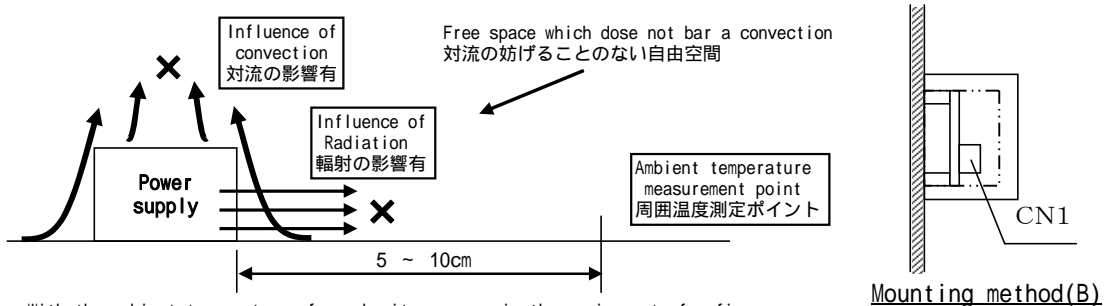 Influence of
convection
対流の影響有
Free space which dose not bar a convection
対流の妨げることのない自由空間
Influence of
Radiation
輻射の影響有
Power
supply
Ambient temperature
measurement point
周囲温度測定ポイント
5 ~ 10cm
CN1
Mounting method(B)